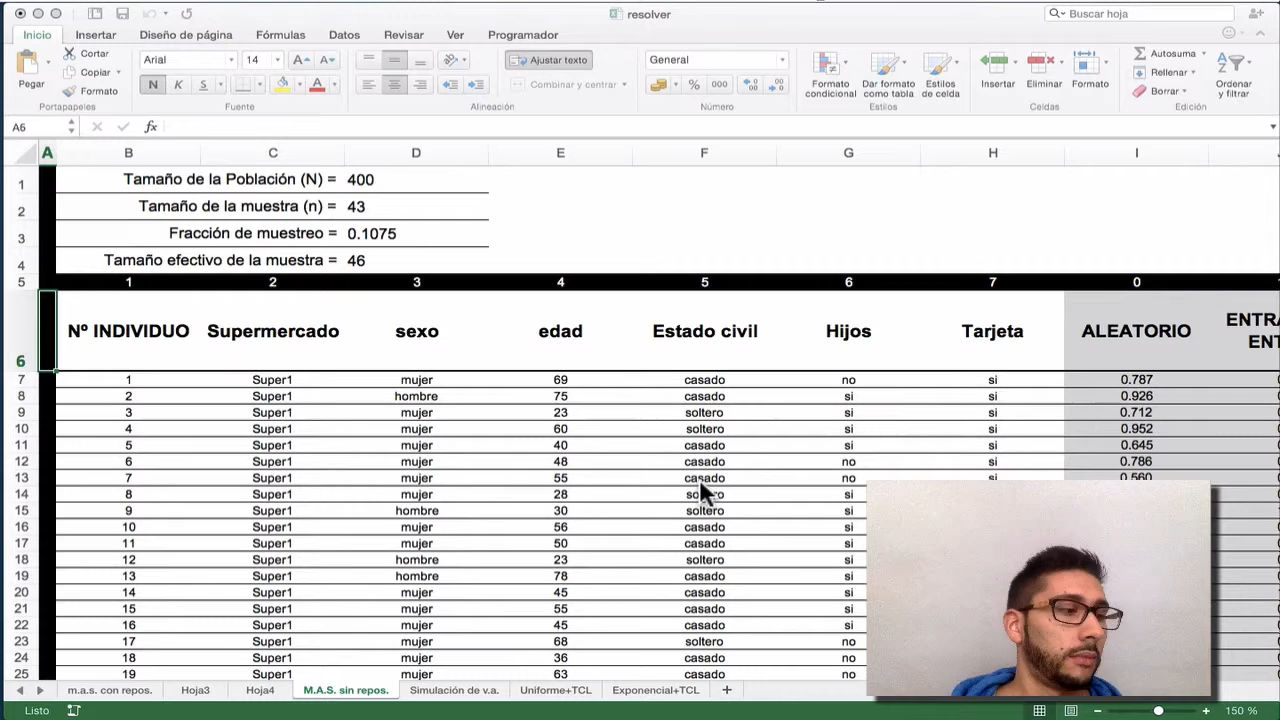 resolver
Buscar hoja
Inicio Insertar Diseño de página Fórmulas Datos Revisar Ver Programador
Pegar
Cortar
Copiar
Formato
Portapapeles
Arial 14 A A
N K S A
Fuente
Ajustar texto
Combinar y centrar
Alineación
General
% 000
Número
Formato condicional
Dar formato como tabla
Estilos de celda
Estilos
Insertar Eliminar Formato
Celdas
Autosuma
Rellenar
Borrar
Ordenar y filtrar
Edición
A6 fx
A B C D E F G H I
1 Tamaño de la Población (N) = 400
2 Tamaño de la muestra (n) = 43
3 Fracción de muestreo = 0.1075
4 Tamaño efectivo de la muestra = 46
5 1 2 3 4 5 6 7 0
6 Nº INDIVIDUO Supermercado sexo edad Estado civil Hijos Tarjeta ALEATORIO ENTRA ENT
7 1 Super1 mujer 69 casado no si 0.787
8 2 Super1 hombre 75 casado si si 0.926
9 3 Super1 mujer 23 soltero si si 0.712
10 4 Super1 mujer 60 soltero si si 0.952
11 5 Super1 mujer 40 casado si si 0.645
12 6 Super1 mujer 48 casado no si 0.786
13 7 Super1 mujer 55 casado no si 0.560
14 8 Super1 mujer 28 soltero si
15 9 Super1 hombre 30 soltero si
16 10 Super1 mujer 56 casado si
17 11 Super1 mujer 50 casado si
18 12 Super1 hombre 23 soltero si
19 13 Super1 hombre 78 casado si
20 14 Super1 mujer 45 casado si
21 15 Super1 mujer 55 casado si
22 16 Super1 mujer 45 casado si
23 17 Super1 mujer 68 soltero no
24 18 Super1 mujer 36 casado no
25 19 Super1 mujer 63 casado no
m.a.s. con repos. Hoja3 Hoja4 M.A.S. sin repos. Simulación de v.a. Uniforme+TCL Exponencial+TCL +
Listo 150 %